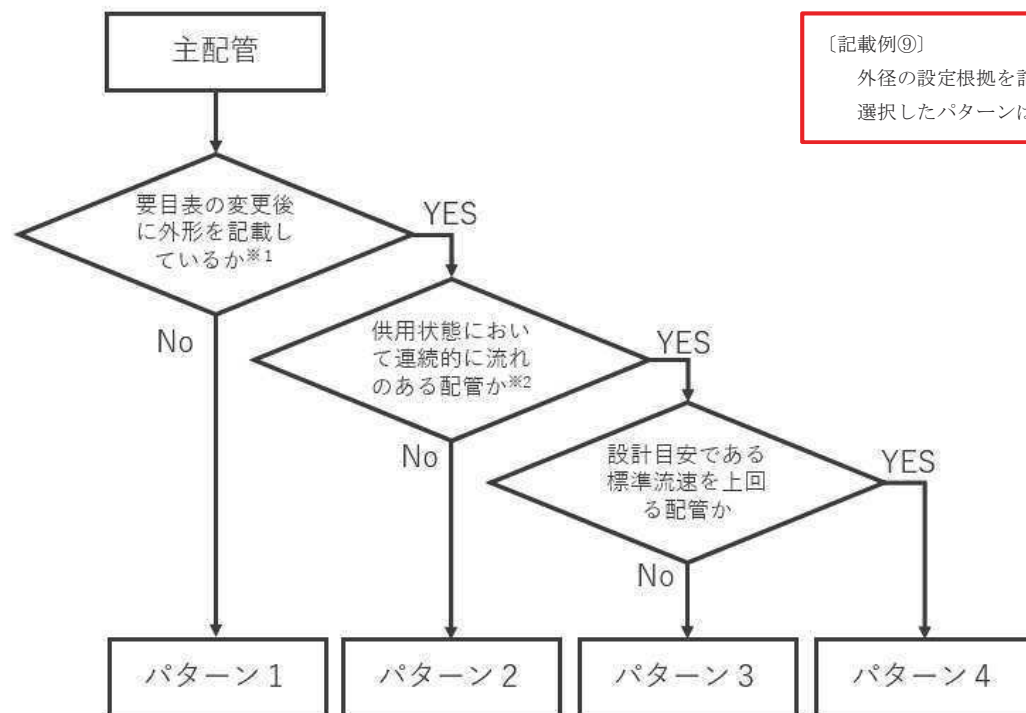 主配管
〔記載例⑨〕
外径の設定根拠を
選択したパターンは
要目表の変更後
に外形を記載し
ているか※1
YES
No
供用状態におい
て連続的に流れ
のある配管か※2
YES
No
設計目安である
標準流速を上回
る配管か
YES
No
パターン1
パターン2
パターン3
パターン4